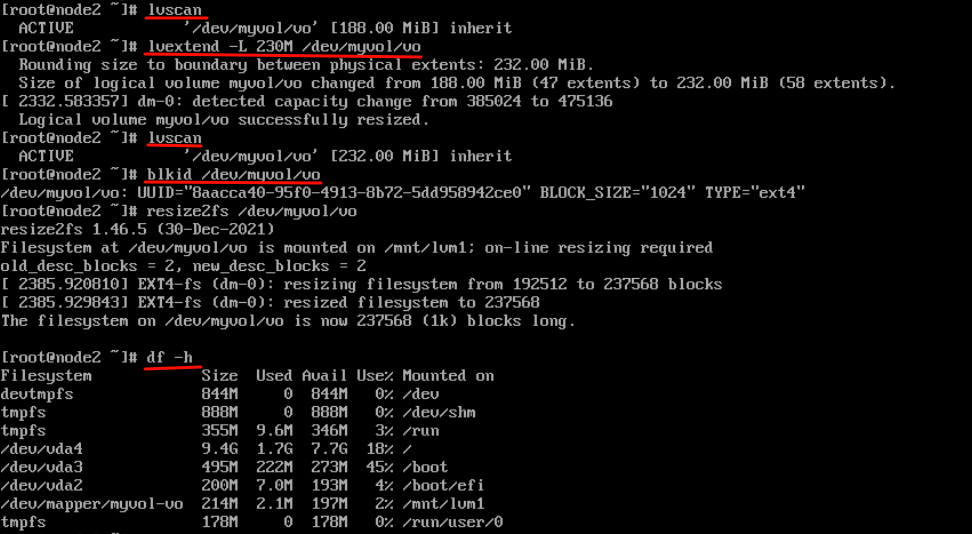 [root@node2 ~]# lvscan
  ACTIVE            '/dev/myvol/vo' [188.00 MiB] inherit
[root@node2 ~]# lvextend -L 230M /dev/myvol/vo
  Rounding size to boundary between physical extents: 232.00 MiB.
  Size of logical volume myvol/vo changed from 188.00 MiB (47 extents) to 232.00 MiB (58 extents).
[ 2332.583357] dm-0: detected capacity change from 385024 to 475136
  Logical volume myvol/vo successfully resized.
[root@node2 ~]# lvscan
  ACTIVE            '/dev/myvol/vo' [232.00 MiB] inherit
[root@node2 ~]# blkid /dev/myvol/vo
/dev/myvol/vo: UUID="8aacca40-95f0-4913-8b72-5dd958942ce0" BLOCK_SIZE="1024" TYPE="ext4"
[root@node2 ~]# resize2fs /dev/myvol/vo
resize2fs 1.46.5 (30-Dec-2021)
Filesystem at /dev/myvol/vo is mounted on /mnt/lvm1; on-line resizing required
old_desc_blocks = 2, new_desc_blocks = 2
[ 2385.920810] EXT4-fs (dm-0): resizing filesystem from 192512 to 237568 blocks
[ 2385.929843] EXT4-fs (dm-0): resized filesystem to 237568
The filesystem on /dev/myvol/vo is now 237568 (1k) blocks long.
[root@node2 ~]# df -h
Filesystem            Size  Used Avail Use% Mounted on
devtmpfs              844M     0  844M   0% /dev
tmpfs                 888M     0  888M   0% /dev/shm
tmpfs                 355M  9.6M  346M   3% /run
/dev/vda4             9.4G  1.7G  7.7G  18% /
/dev/vda3             495M  222M  273M  45% /boot
/dev/vda2             200M  7.0M  193M   4% /boot/efi
/dev/mapper/myvol-vo  214M  2.1M  197M   2% /mnt/lvm1
tmpfs                 178M     0  178M   0% /run/user/0